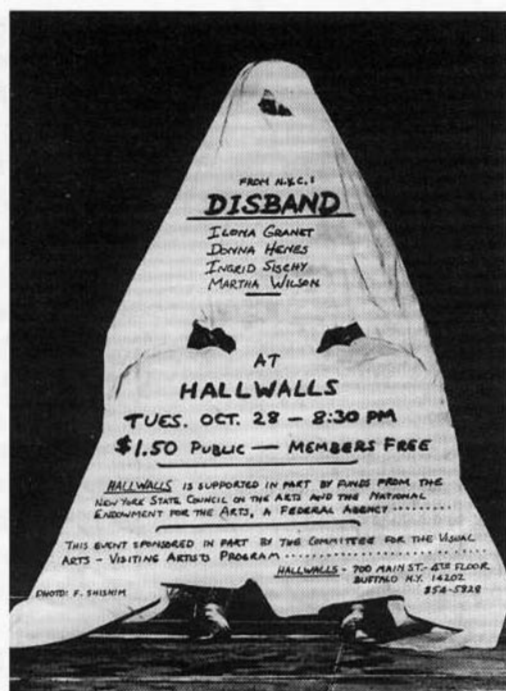 FROM N.Y.C.:
DISBAND
ILONA GRANET
DONNA HENES
INGRID SISCHY
MARTHA WILSON
AT
HALLWALLS
TUES. OCT. 28 — 8:30 PM
$1.50 PUBLIC — MEMBERS FREE
HALLWALLS IS SUPPORTED IN PART BY FUNDS FROM THE
NEW YORK STATE COUNCIL ON THE ARTS AND THE NATIONAL
ENDOWMENT FOR THE ARTS, A FEDERAL AGENCY ........
THIS EVENT SPONSORED IN PART BY THE COMMITTEE FOR THE VISUAL
ARTS - VISITING ARTISTS PROGRAM ....................
HALLWALLS - 700 MAIN ST. - 4TH FLOOR
BUFFALO N.Y. 14202
854-5828
PHOTO: F. SHISHIM